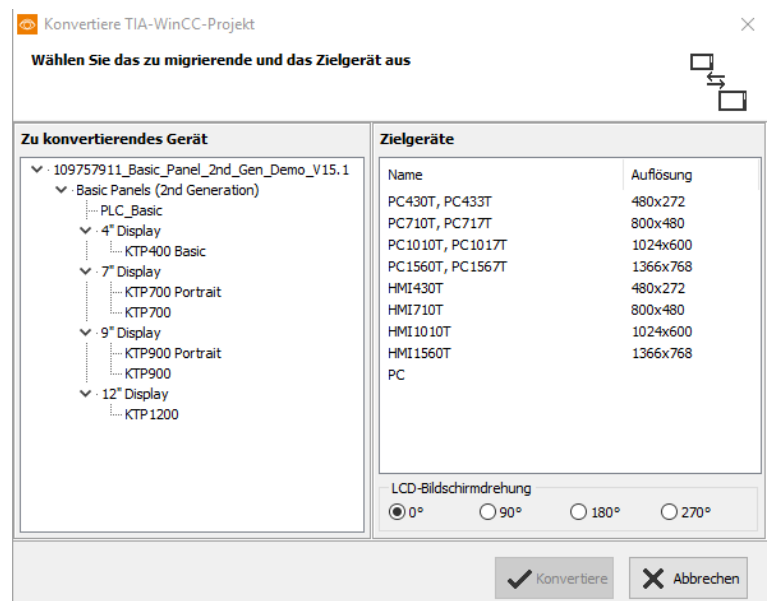 Konvertiere TIA-WinCC-Projekt
Wählen Sie das zu migrierende und das Zielgerät aus
Zu konvertierendes Gerät
109757911_Basic_Panel_2nd_Gen_Demo_V15.1
Basic Panels (2nd Generation)
PLC_Basic
4" Display
KTP400 Basic
7" Display
KTP700 Portrait
KTP700
9" Display
KTP900 Portrait
KTP900
12" Display
KTP1200
Zielgeräte
Name Auflösung
PC430T, PC433T 480x272
PC710T, PC717T 800x480
PC1010T, PC1017T 1024x600
PC1560T, PC1567T 1366x768
HMI430T 480x272
HMI710T 800x480
HMI1010T 1024x600
HMI1560T 1366x768
PC
LCD-Bildschirmdrehung
0° 90° 180° 270°
Konvertiere Abbrechen